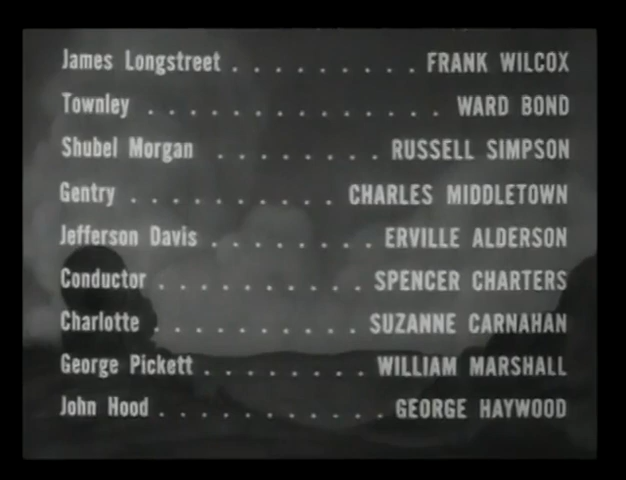 James Longstreet . . . . . . . . . FRANK WILCOX
Townley . . . . . . . . . . . . . . WARD BOND
Shubel Morgan . . . . . . . . RUSSELL SIMPSON
Gentry . . . . . . . . . . CHARLES MIDDLETOWN
Jefferson Davis . . . . . . . . ERVILLE ALDERSON
Conductor . . . . . . . . . . SPENCER CHARTERS
Charlotte . . . . . . . . . . SUZANNE CARNAHAN
George Pickett . . . . . . . . WILLIAM MARSHALL
John Hood . . . . . . . . . . . GEORGE HAYWOOD